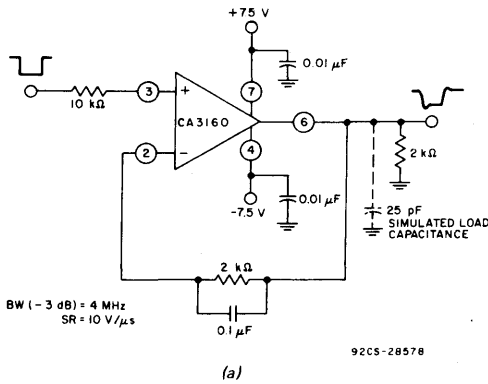 +7.5 V
0.01 µF
7
3
+
10 kΩ
CA3160
6
2
−
4
2 kΩ
0.01 µF
-7.5 V
25 pF
SIMULATED LOAD
CAPACITANCE
2 kΩ
BW (-3 dB) = 4 MHz
SR = 10 V/µs
0.1 µF
92CS-28578
(a)